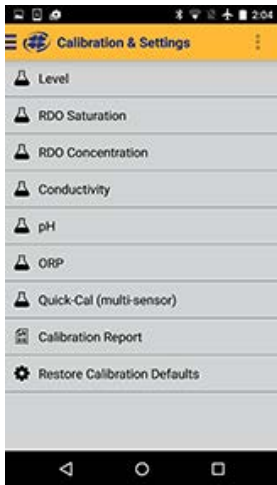 2:04
Calibration & Settings
Level
RDO Saturation
RDO Concentration
Conductivity
pH
ORP
Quick-Cal (multi-sensor)
Calibration Report
Restore Calibration Defaults